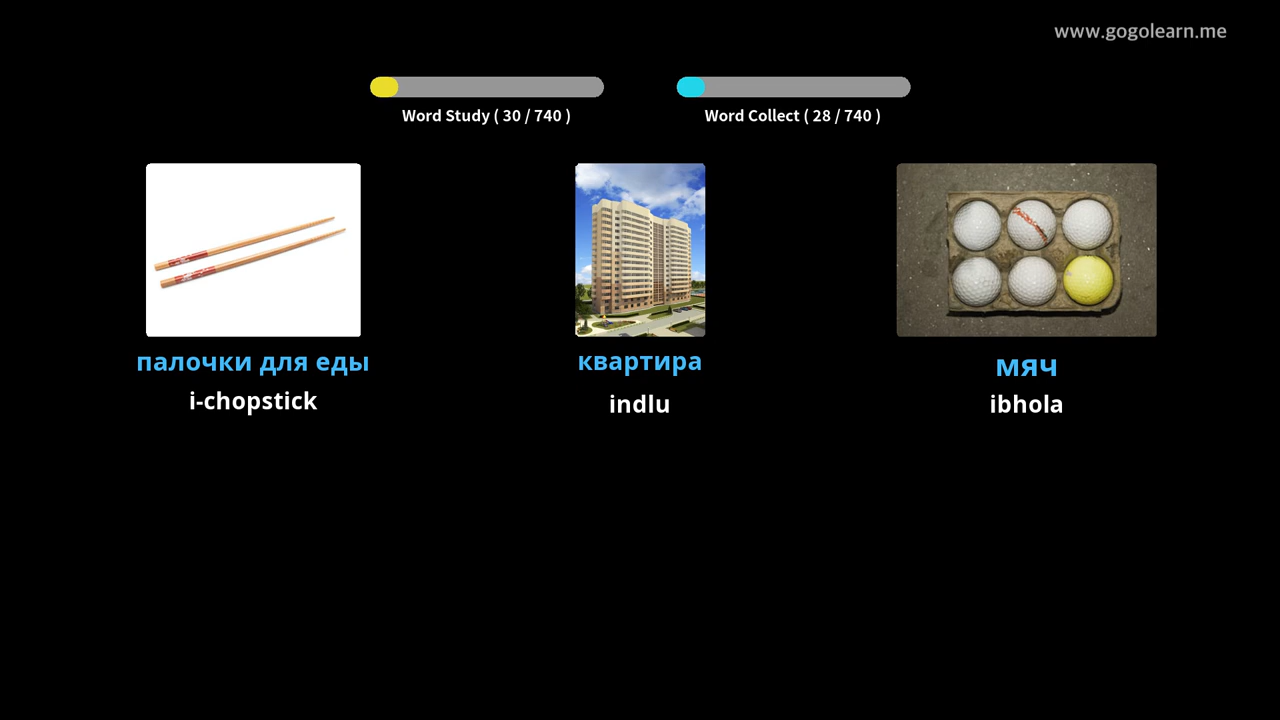 www.gogolearn.me
Word Study ( 30 / 740 )
Word Collect ( 28 / 740 )
палочки для еды
i-chopstick
квартира
indlu
мяч
ibhola